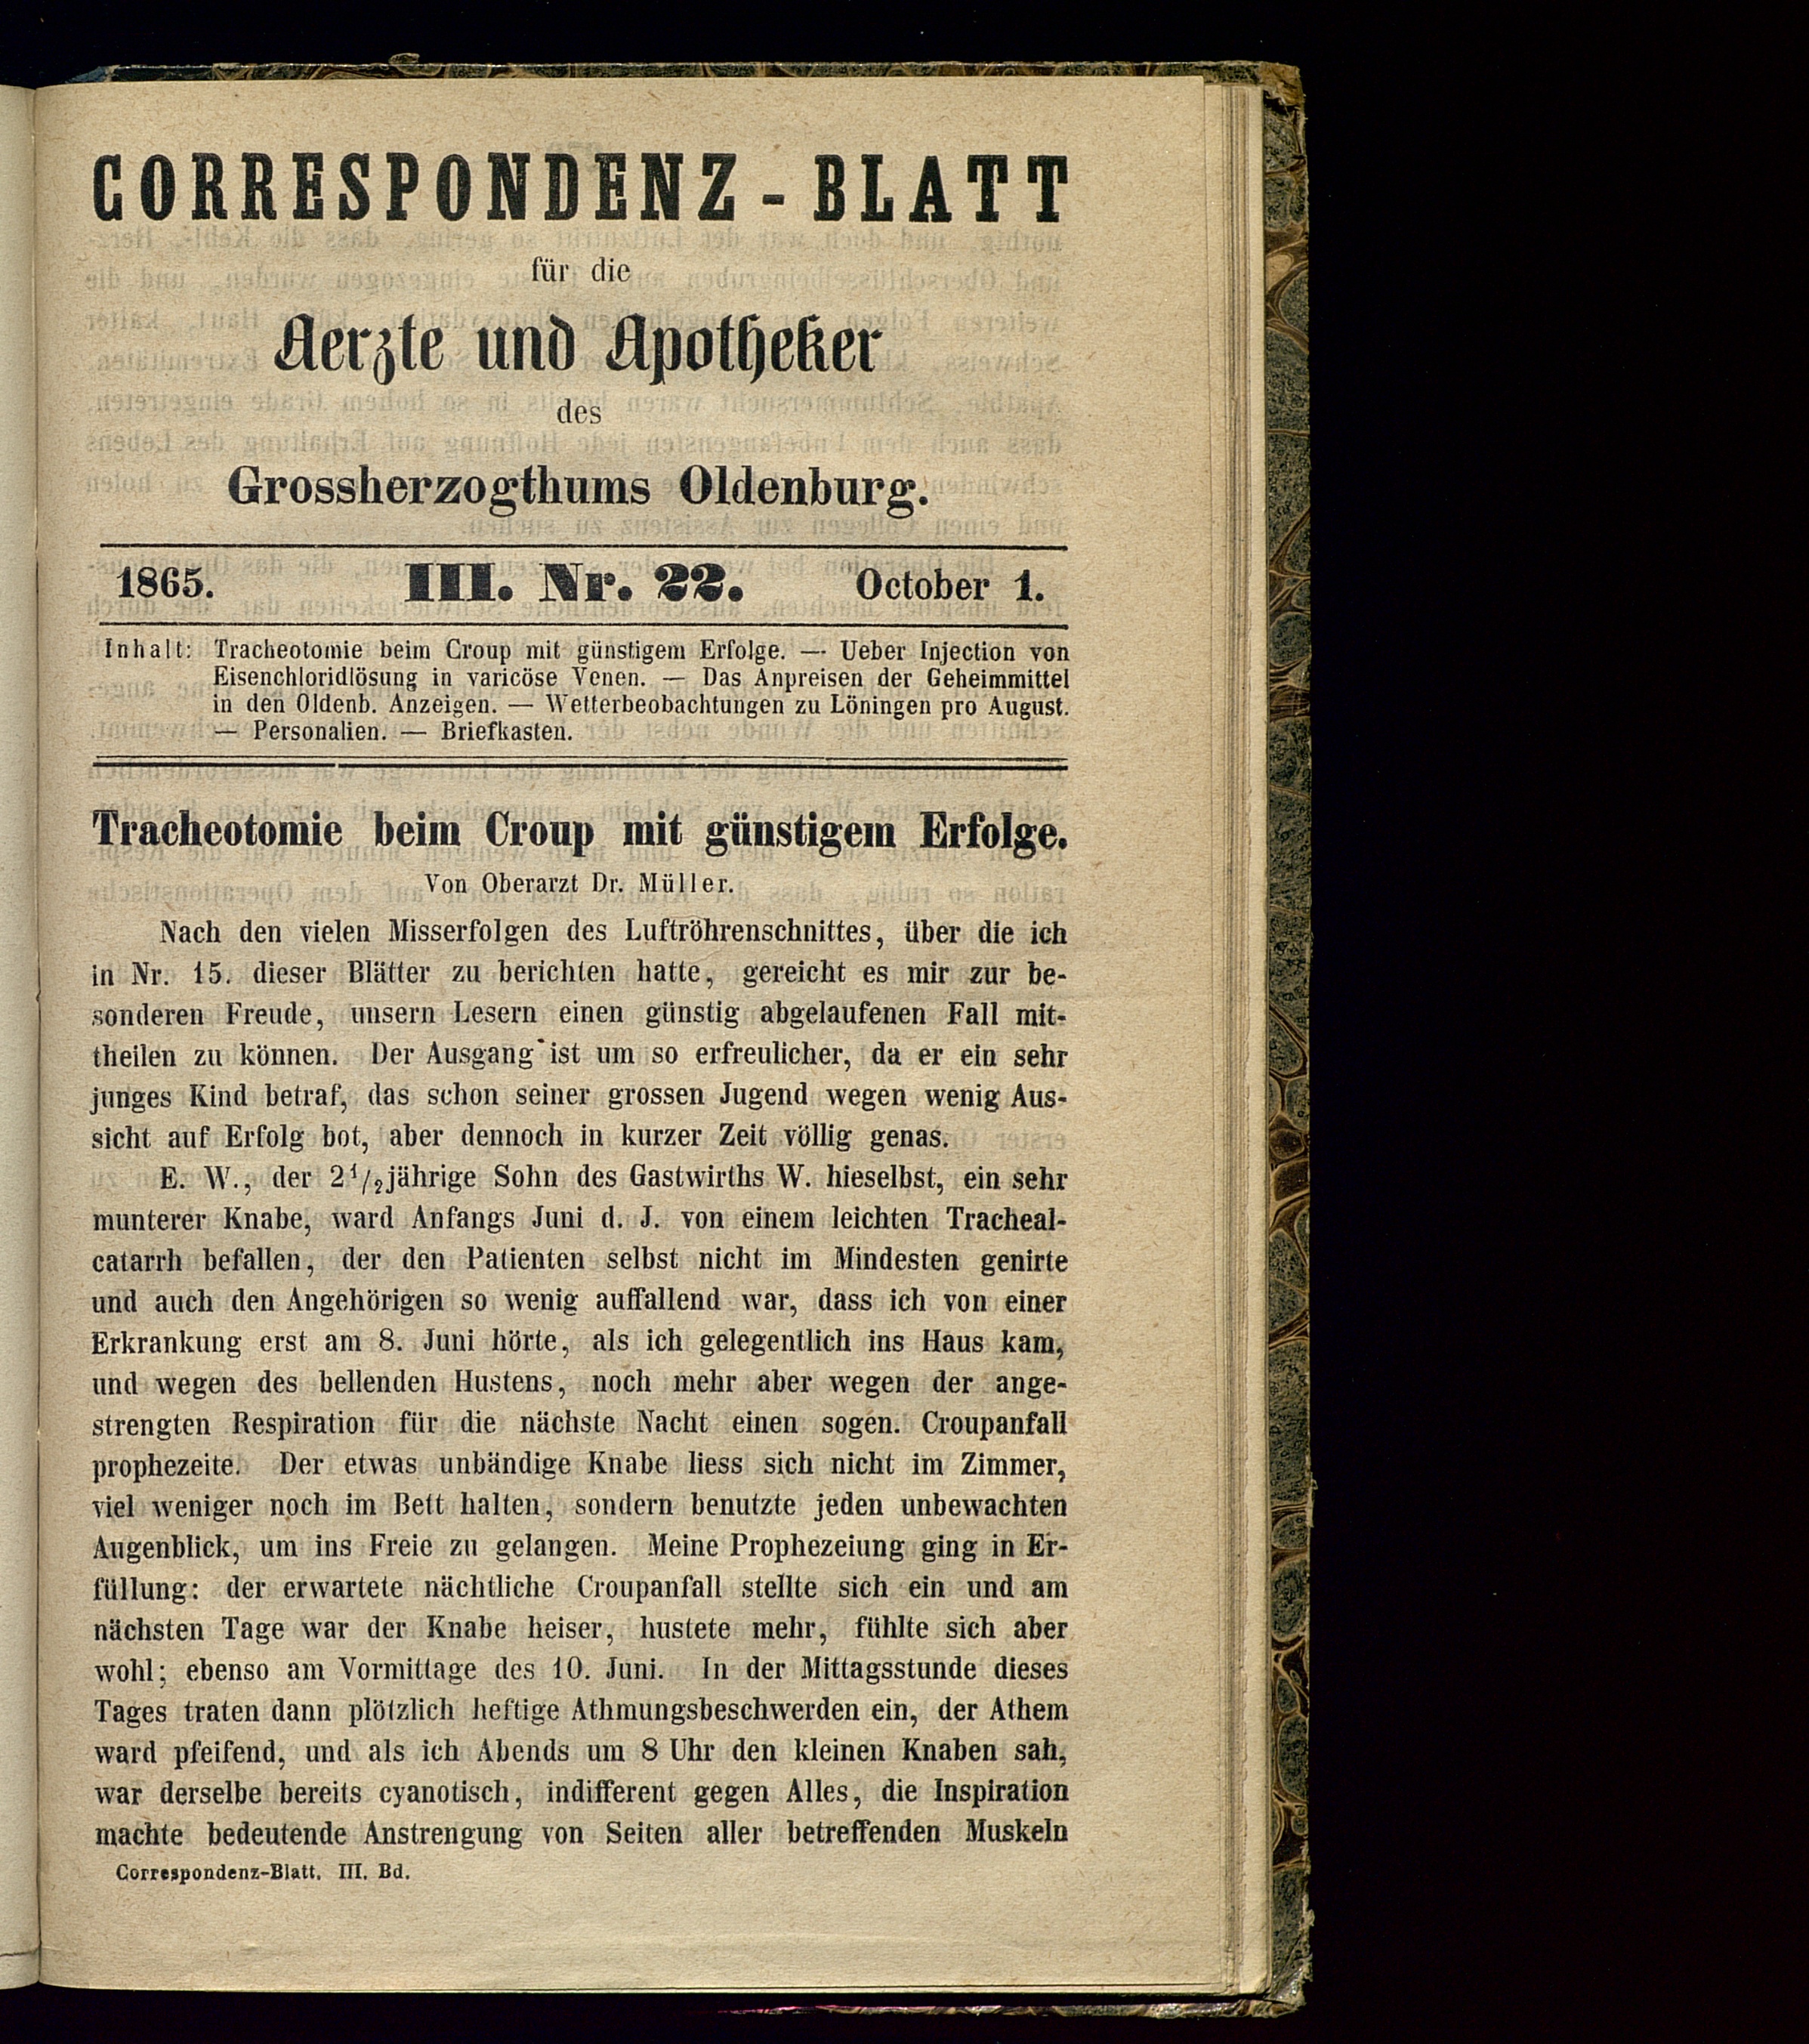 CORRESPONDENZ-BLATT
für die
Aerzte und Apotheker
des
Grossherzogthums Oldenburg.
1865. III. Nr. 22. October 1.
Inhalt: Tracheotomie beim Croup mit günstigem Erfolge. — Ueber Injection von
Eisenchloridlösung in varicöse Venen. — Das Anpreisen der Geheimmittel
in den Oldenb. Anzeigen. — Wetterbeobachtungen zu Löningen pro August.
— Personalien. — Briefkasten.
Tracheotomie beim Croup mit günstigem Erfolge.
Von Oberarzt Dr. Müller.
Nach den vielen Misserfolgen des Luftröhrenschnittes, über die ich
in Nr. 15. dieser Blätter zu berichten hatte, gereicht es mir zur be-
sonderen Freude, unsern Lesern einen günstig abgelaufenen Fall mit-
theilen zu können. Der Ausgang ist um so erfreulicher, da er ein sehr
junges Kind betraf, das schon seiner grossen Jugend wegen wenig Aus-
sicht auf Erfolg bot, aber dennoch in kurzer Zeit völlig genas.
E. W., der 2 1/2 jährige Sohn des Gastwirths W. hieselbst, ein sehr
munterer Knabe, ward Anfangs Juni d. J. von einem leichten Tracheal-
catarrh befallen, der den Patienten selbst nicht im Mindesten genirte
und auch den Angehörigen so wenig auffallend war, dass ich von einer
Erkrankung erst am 8. Juni hörte, als ich gelegentlich ins Haus kam,
und wegen des bellenden Hustens, noch mehr aber wegen der ange-
strengten Respiration für die nächste Nacht einen sogen. Croupanfall
prophezeite. Der etwas unbändige Knabe liess sich nicht im Zimmer,
viel weniger noch im Bett halten, sondern benutzte jeden unbewachten
Augenblick, um ins Freie zu gelangen. Meine Prophezeiung ging in Er-
füllung: der erwartete nächtliche Croupanfall stellte sich ein und am
nächsten Tage war der Knabe heiser, hustete mehr, fühlte sich aber
wohl; ebenso am Vormittage des 10. Juni. In der Mittagsstunde dieses
Tages traten dann plötzlich heftige Athmungsbeschwerden ein, der Athem
ward pfeifend, und als ich Abends um 8 Uhr den kleinen Knaben sah,
war derselbe bereits cyanotisch, indifferent gegen Alles, die Inspiration
machte bedeutende Anstrengung von Seiten aller betreffenden Muskeln
Correspondenz-Blatt. III. Bd.